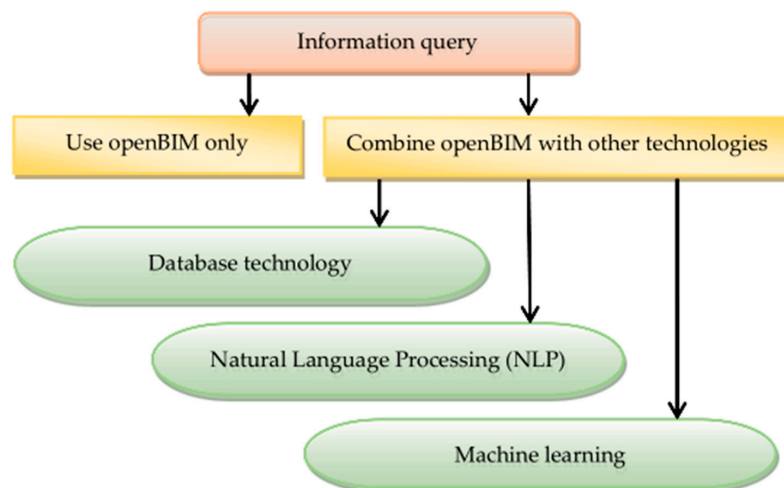 Information query
Use openBIM only
Combine openBIM with other technologies
Database technology
Natural Language Processing (NLP)
Machine learning